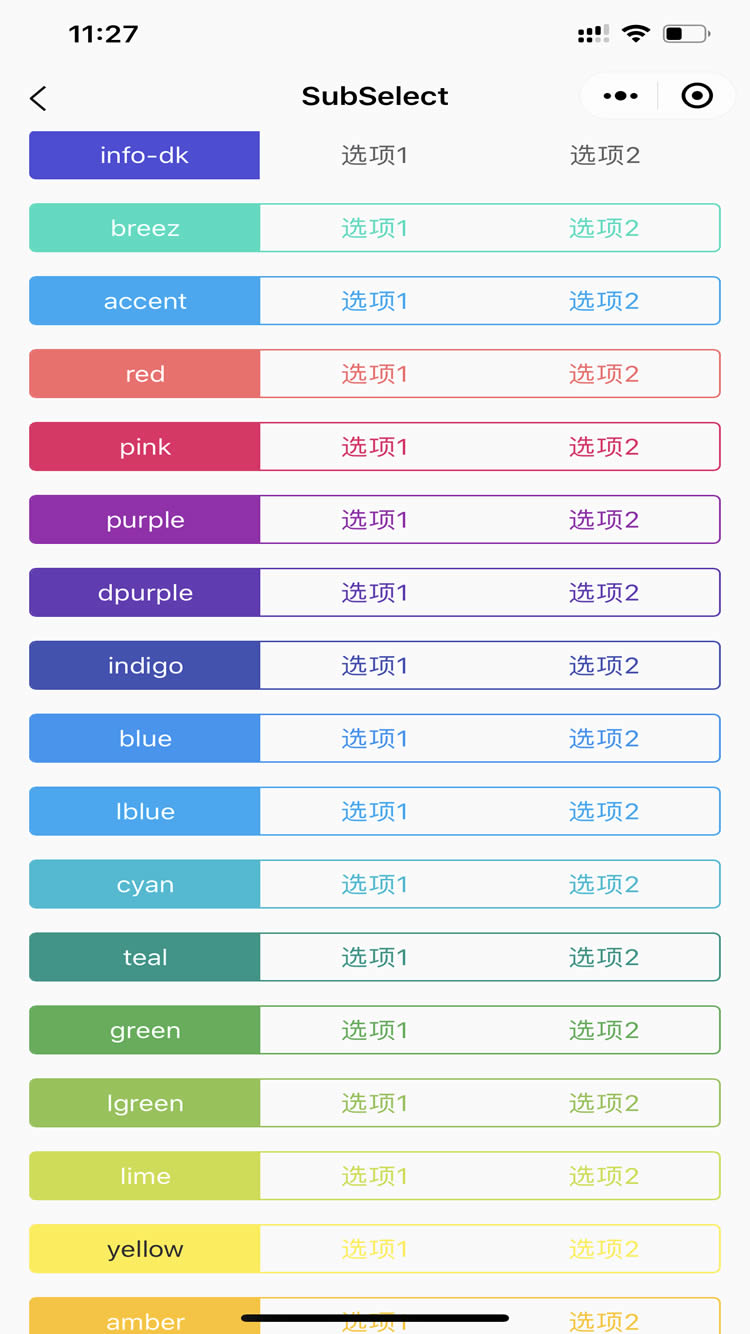 11:27
SubSelect
info-dk 选项1 选项2
breez 选项1 选项2
accent 选项1 选项2
red 选项1 选项2
pink 选项1 选项2
purple 选项1 选项2
dpurple 选项1 选项2
indigo 选项1 选项2
blue 选项1 选项2
lblue 选项1 选项2
cyan 选项1 选项2
teal 选项1 选项2
green 选项1 选项2
lgreen 选项1 选项2
lime 选项1 选项2
yellow 选项1 选项2
amber 选项1 选项2